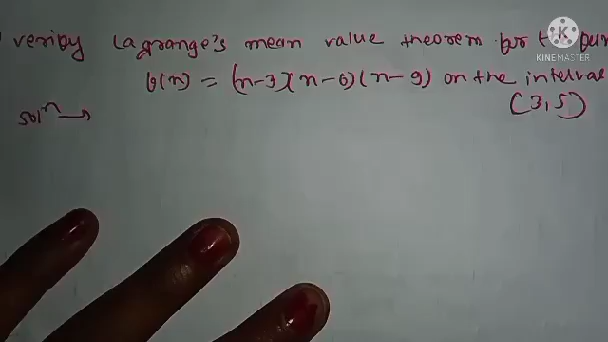 verify Lagrange's mean value theorem for the
f(x) = (x-3)(x-6)(x-9) on the interval
(3,5)
solⁿ →
KINEMASTER